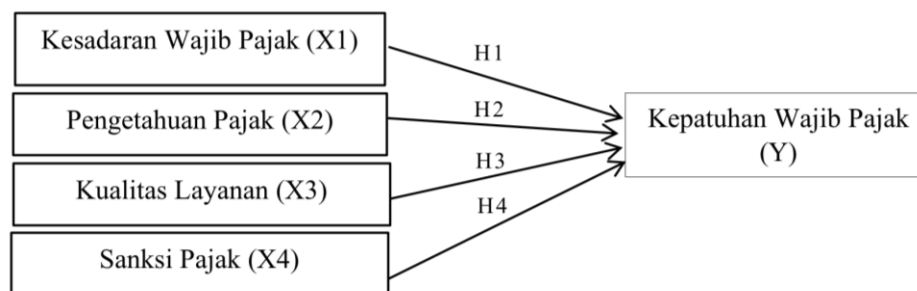 Kesadaran Wajib Pajak (X1)
H1
Pengetahuan Pajak (X2)
H2
Kepatuhan Wajib Pajak
(Y)
Kualitas Layanan (X3)
H3
Sanksi Pajak (X4)
H4